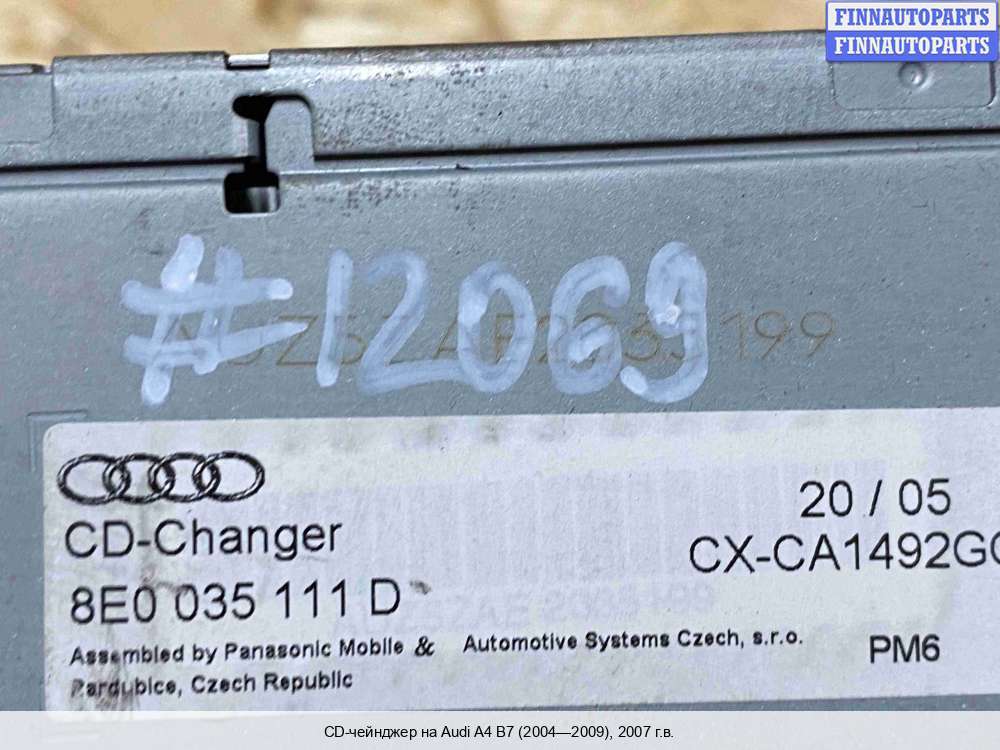 FINNAUTOPARTS
FINNAUTOPARTS
#12069
CD-Changer
20 / 05
8E0 035 111 D
CX-CA1492G
Assembled by Panasonic Mobile & Automotive Systems Czech, s.r.o.
Pardubice, Czech Republic
PM6
CD-чейнджер на Audi A4 B7 (2004—2009), 2007 г.в.